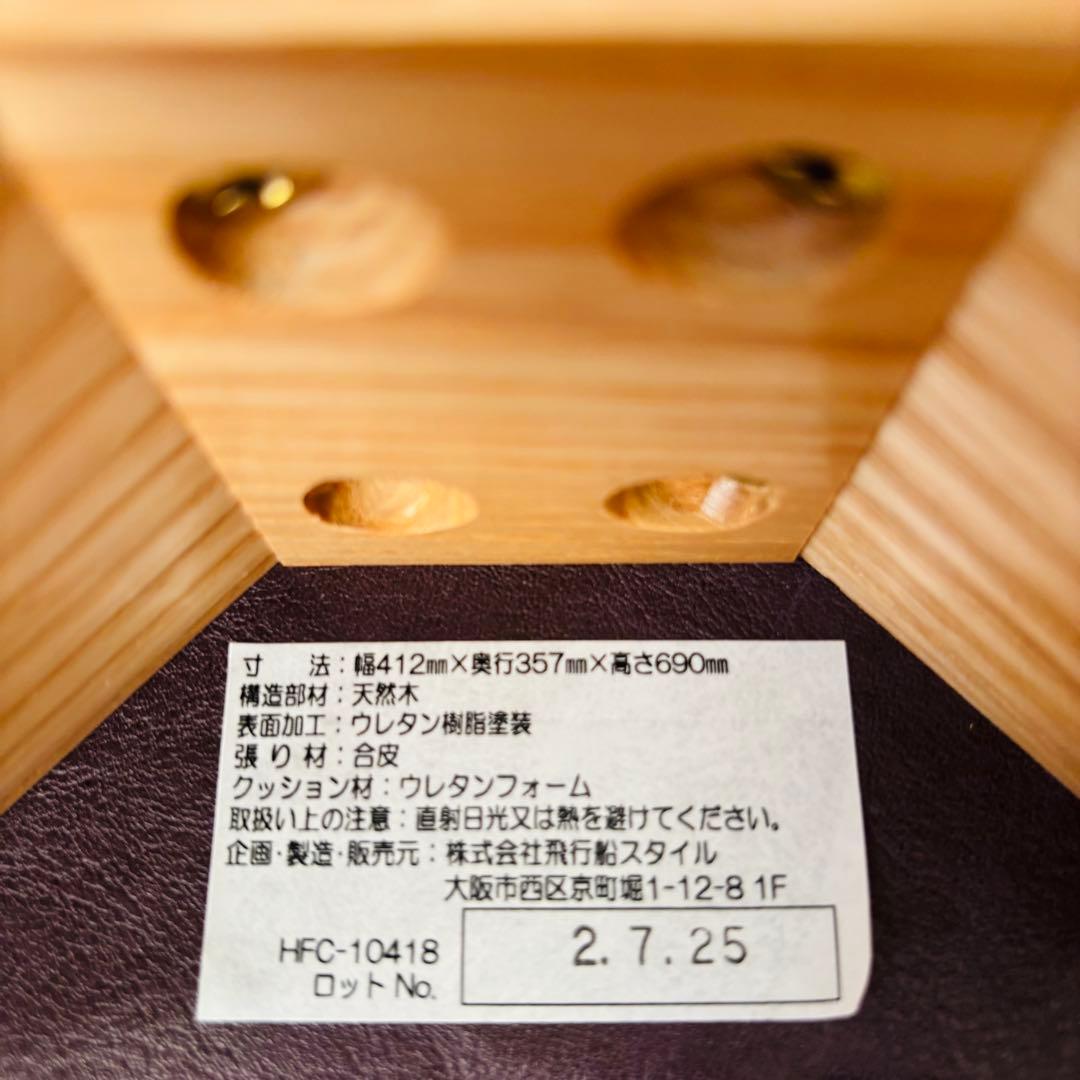 寸　法：幅412㎜×奥行357㎜×高さ690㎜
構造部材：天然木
表面加工：ウレタン樹脂塗装
張り材：合皮
クッション材：ウレタンフォーム
取扱い上の注意：直射日光又は熱を避けてください。
企画・製造・販売元：株式会社飛行船スタイル
大阪市西区京町堀1-12-8 1F
HFC-10418
ロットNo.
2.7.25